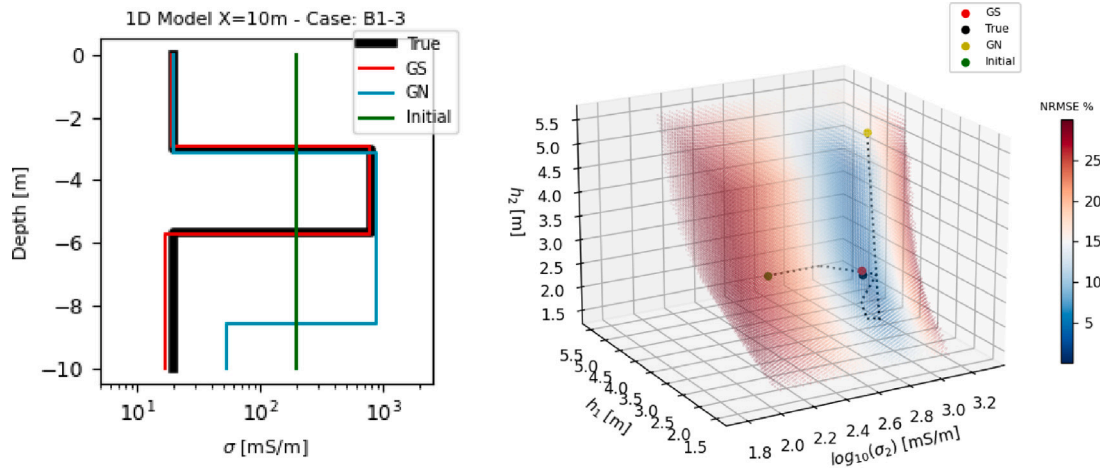 1D Model X=10m - Case: B1-3
True
GS
GN
Initial
0
−2
−4
−6
−8
−10
Depth [m]
10¹
10²
10³
σ [mS/m]
GS
True
GN
Initial
NRMSE %
30
25
20
15
10
5
5.5
5.0
4.5
4.0
3.5
3.0
2.5
2.0
1.5
h₂ [m]
5.5
5.0
4.5
4.0
3.5
3.0
2.5
2.0
1.5
h₁ [m]
1.8
2.0
2.2
2.4
2.6
2.8
3.0
3.2
log₁₀(σ₂) [mS/m]